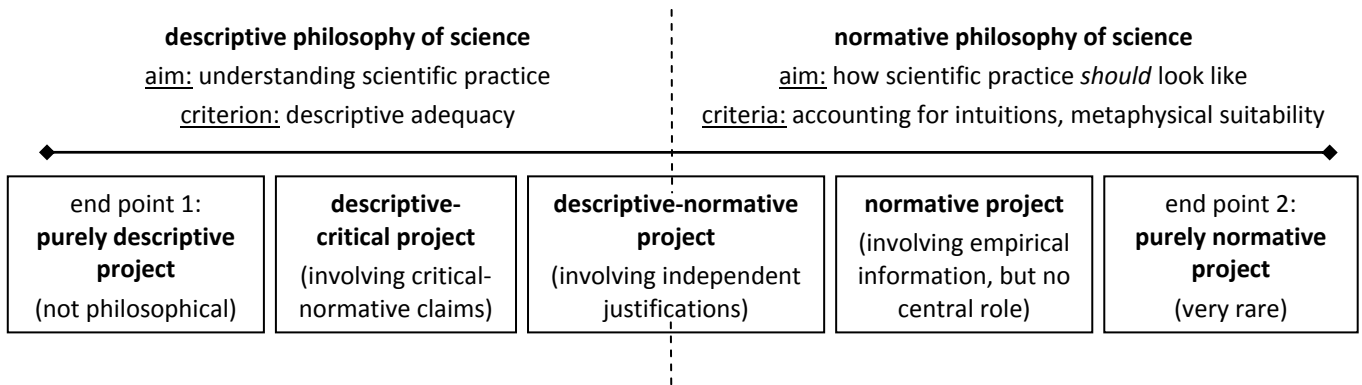 descriptive philosophy of science
aim: understanding scientific practice
criterion: descriptive adequacy
normative philosophy of science
aim: how scientific practice should look like
criteria: accounting for intuitions, metaphysical suitability
end point 1:
purely descriptive
project
(not philosophical)
descriptive-
critical project
(involving critical-
normative claims)
descriptive-normative
project
(involving independent
justifications)
normative project
(involving empirical
information, but no
central role)
end point 2:
purely normative
project
(very rare)